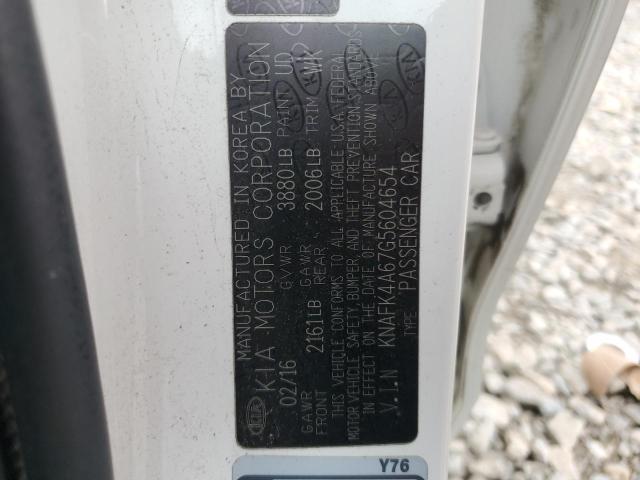 MANUFACTURED IN KOREA BY
KIA MOTORS CORPORATION
02/16 GVWR 3880LB PAINT UD
GAWR FRONT 2161LB GAWR REAR 2006LB TRIM WK
THIS VEHICLE CONFORMS TO ALL APPLICABLE U.S.A. FEDERAL
MOTOR VEHICLE SAFETY, BUMPER, AND THEFT PREVENTION STANDARDS
IN EFFECT ON THE DATE OF MANUFACTURE SHOWN ABOVE
V.I.N KNAFK4A67G5604654
TYPE PASSENGER CAR
Y76